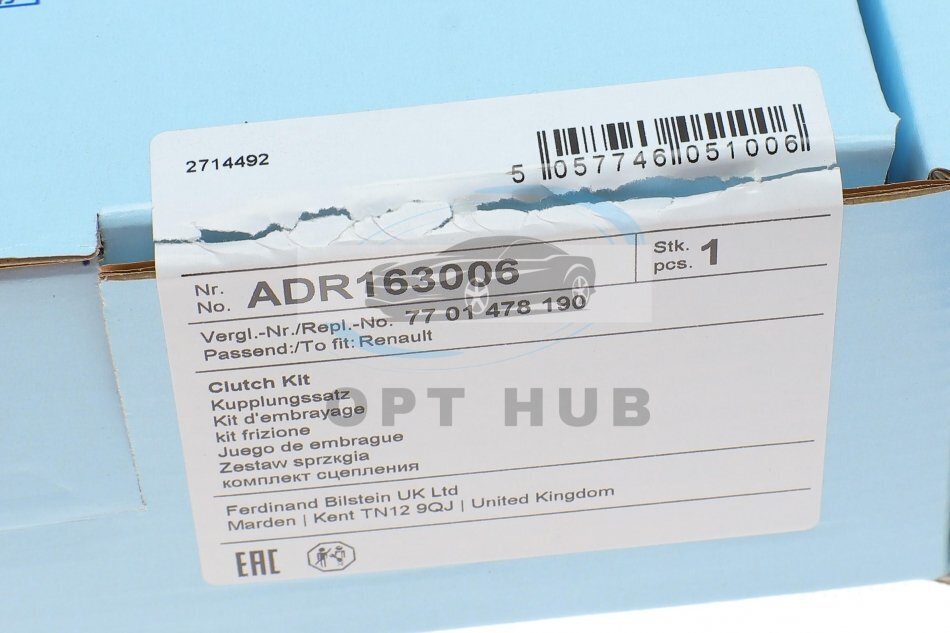 2714492
5 057746 051006
Nr.
No. ADR163006
Stk.
pcs. 1
Vergl.-Nr./Repl.-No. 77 01 478 190
Passend:/To fit: Renault
Clutch Kit
Kupplungssatz
Kit d'embrayage
kit frizione
Juego de embrague
Zestaw sprzкgia
комплект сцепления
OPT HUB
Ferdinand Bilstein UK Ltd
Marden | Kent TN12 9QJ | United Kingdom
EAC